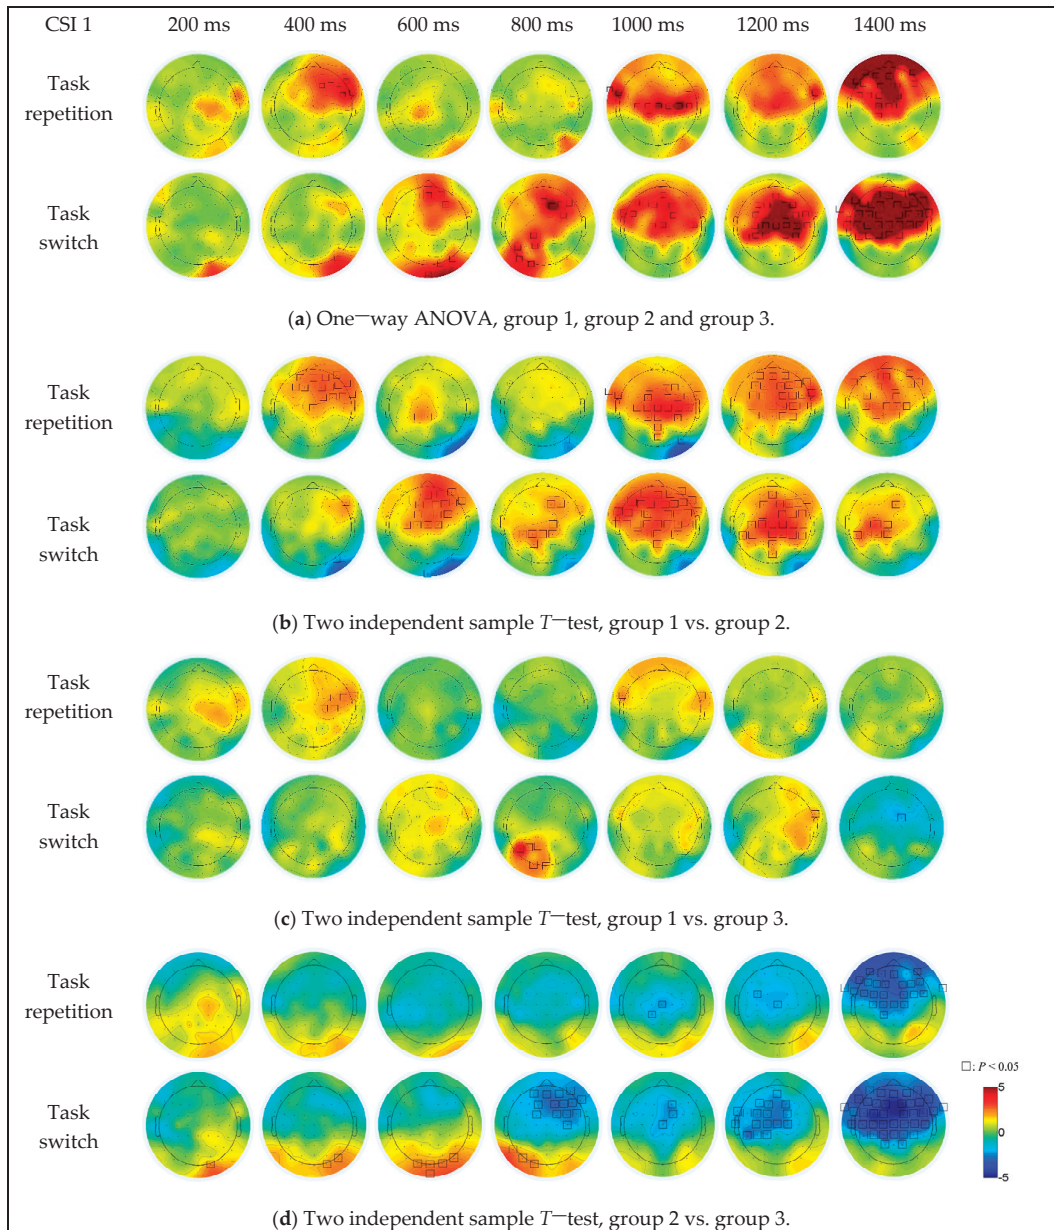 CSI 1 200 ms 400 ms 600 ms 800 ms 1000 ms 1200 ms 1400 ms
Task
repetition
Task
switch
(a) One—way ANOVA, group 1, group 2 and group 3.
Task
repetition
Task
switch
(b) Two independent sample T—test, group 1 vs. group 2.
Task
repetition
Task
switch
(c) Two independent sample T—test, group 1 vs. group 3.
Task
repetition
□: P < 0.05
5
0
-5
Task
switch
(d) Two independent sample T—test, group 2 vs. group 3.